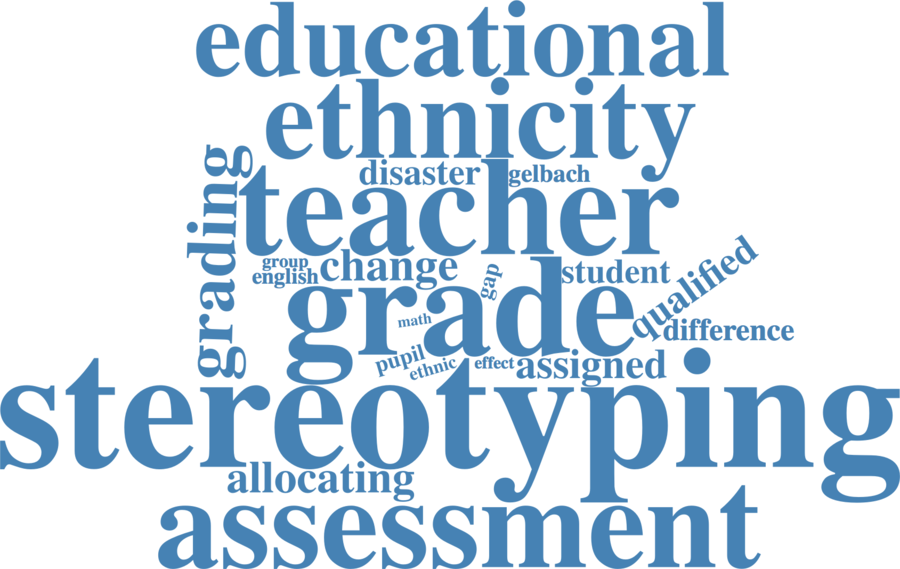 educational
ethnicity
disaster
gelbach
teacher
grading
group
english
change
gap
student
qualified
grade
math
difference
pupil
ethnic
effect
assigned
stereotyping
allocating
assessment